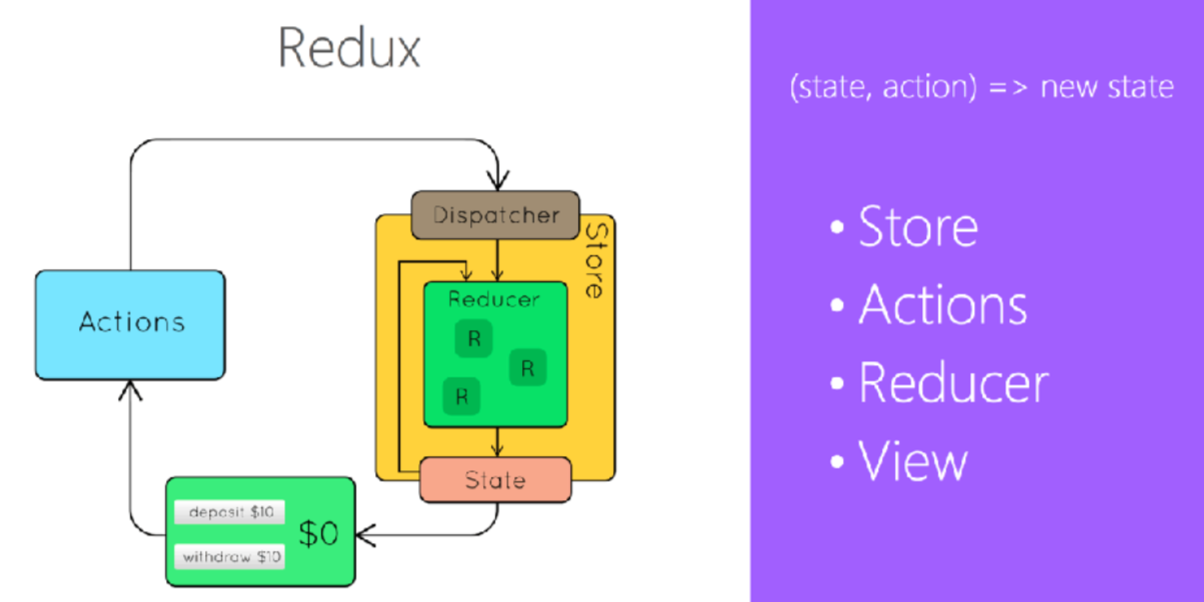 Redux
(state, action) => new state
Dispatcher
Store
Reducer
R
R
R
Actions
State
deposit $10
$0
withdraw $10
• Store
• Actions
• Reducer
• View